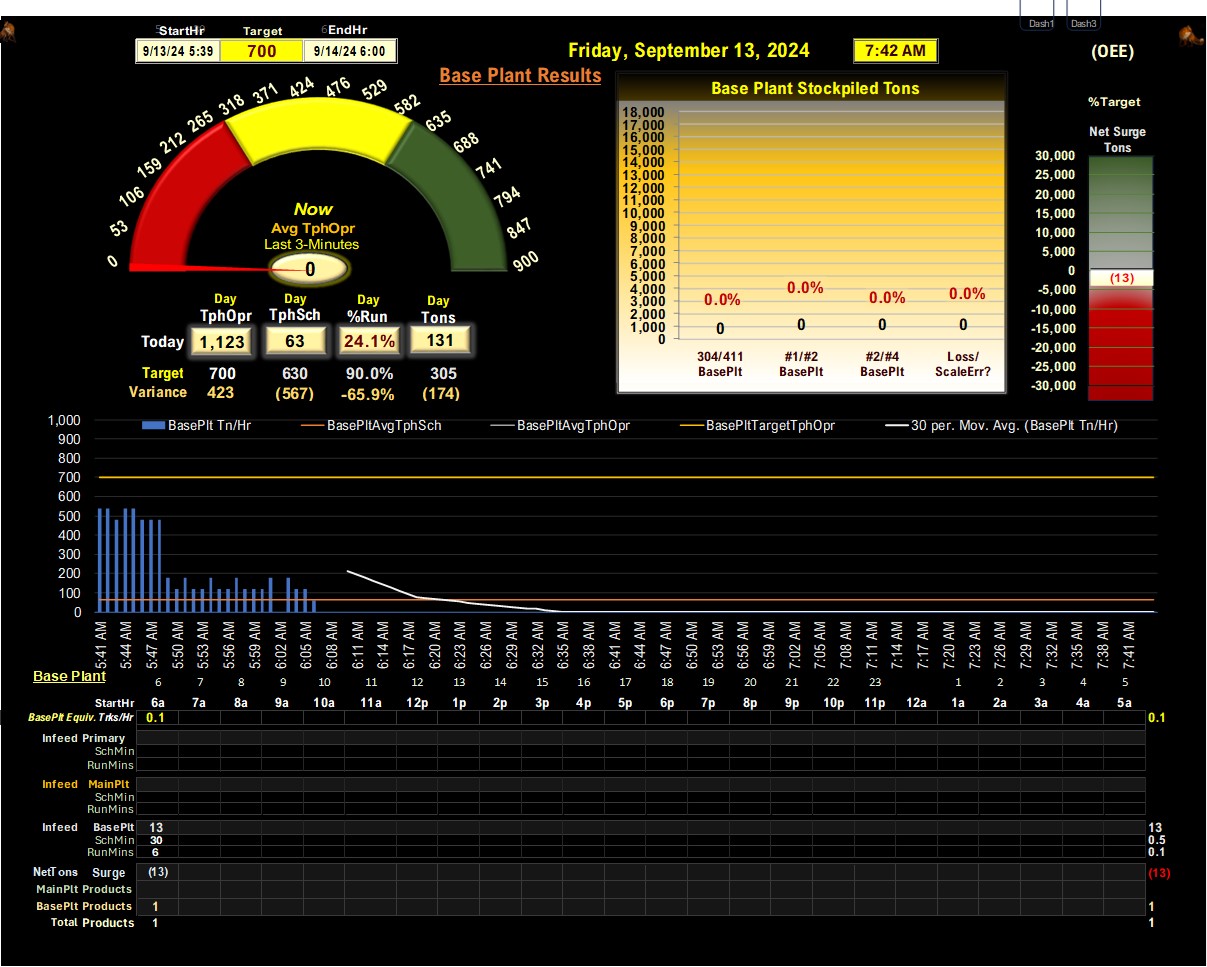 Dash1 Dash3
StartHr Target EndHr
9/13/24 5:39 700 9/14/24 6:00
Friday, September 13, 2024 7:42 AM (OEE)
Base Plant Results
0 53 106 159 212 265 318 371 424 476 529 582 635 688 741 794 847 900
Now
Avg TphOpr
Last 3-Minutes
0
Day Day Day Day
TphOpr TphSch %Run Tons
Today 1,123 63 24.1% 131
Target 700 630 90.0% 305
Variance 423 (567) -65.9% (174)
Base Plant Stockpiled Tons
18,000
17,000
16,000
15,000
14,000
13,000
12,000
11,000
10,000
9,000
8,000
7,000
6,000
5,000
4,000
3,000
2,000
1,000
0
0.0% 0.0% 0.0% 0.0%
0 0 0 0
304/411 #1/#2 #2/#4 Loss/
BasePlt BasePlt BasePlt ScaleErr?
%Target
Net Surge
Tons
30,000
25,000
20,000
15,000
10,000
5,000
0
(13)
-5,000
-10,000
-15,000
-20,000
-25,000
-30,000
BasePlt Tn/Hr BasePltAvgTphSch BasePltAvgTphOpr BasePltTargetTphOpr 30 per. Mov. Avg. (BasePlt Tn/Hr)
1,000
900
800
700
600
500
400
300
200
100
0
5:41 AM 5:44 AM 5:47 AM 5:50 AM 5:53 AM 5:56 AM 5:59 AM 6:02 AM 6:05 AM 6:08 AM 6:11 AM 6:14 AM 6:17 AM 6:20 AM 6:23 AM 6:26 AM 6:29 AM 6:32 AM 6:35 AM 6:38 AM 6:41 AM 6:44 AM 6:47 AM 6:50 AM 6:53 AM 6:56 AM 6:59 AM 7:02 AM 7:05 AM 7:08 AM 7:11 AM 7:14 AM 7:17 AM 7:20 AM 7:23 AM 7:26 AM 7:29 AM 7:32 AM 7:35 AM 7:38 AM 7:41 AM
Base Plant
6 7 8 9 10 11 12 13 14 15 16 17 18 19 20 21 22 23 1 2 3 4 5
StartHr 6a 7a 8a 9a 10a 11a 12p 1p 2p 3p 4p 5p 6p 7p 8p 9p 10p 11p 12a 1a 2a 3a 4a 5a
BasePlt Equiv. Trks/Hr 0.1 0.1
Infeed Primary
SchMin
RunMins
Infeed MainPlt
SchMin
RunMins
Infeed BasePlt 13 13
SchMin 30 0.5
RunMins 6 0.1
NetTons Surge (13) (13)
MainPlt Products
BasePlt Products 1 1
Total Products 1 1